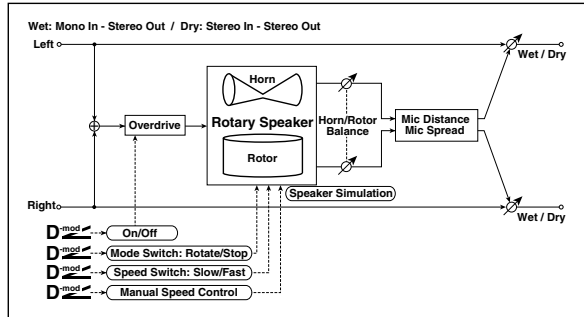 Wet: Mono In - Stereo Out / Dry: Stereo In - Stereo Out
Left
Wet / Dry
Horn
Overdrive
Rotary Speaker
Horn/Rotor
Balance
Mic Distance
Mic Spread
Rotor
Speaker Simulation
Right
Wet / Dry
D-mod On/Off
D-mod Mode Switch: Rotate/Stop
D-mod Speed Switch: Slow/Fast
D-mod Manual Speed Control